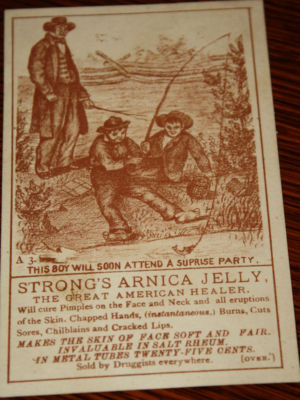 A 3.
THIS BOY WILL SOON ATTEND A SUPRISE PARTY.
STRONG'S ARNICA JELLY,
THE GREAT AMERICAN HEALER.
Will cure Pimples on the Face and Neck and all eruptions
of the Skin. Chapped Hands, (instantaneous,) Burns, Cuts
Sores, Chilblains and Cracked Lips.
MAKES THE SKIN OF FACE SOFT AND FAIR.
INVALUABLE IN SALT RHEUM.
IN METAL TUBES TWENTY-FIVE CENTS.
Sold by Druggists everywhere. [OVER.]